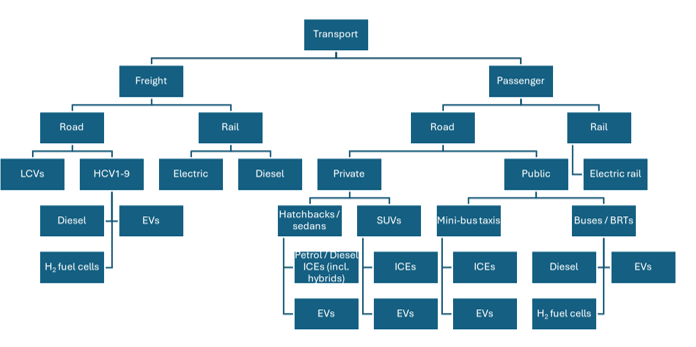 Transport
Freight
Passenger
Road
Rail
Road
Rail
LCVs
HCV1-9
Electric
Diesel
Private
Public
Electric rail
Diesel
EVs
Hatchbacks /
sedans
SUVs
Mini-bus taxis
Buses / BRTs
H₂ fuel cells
Petrol / Diesel
ICEs (incl.
hybrids)
ICEs
ICEs
Diesel
EVs
EVs
EVs
EVs
H₂ fuel cells